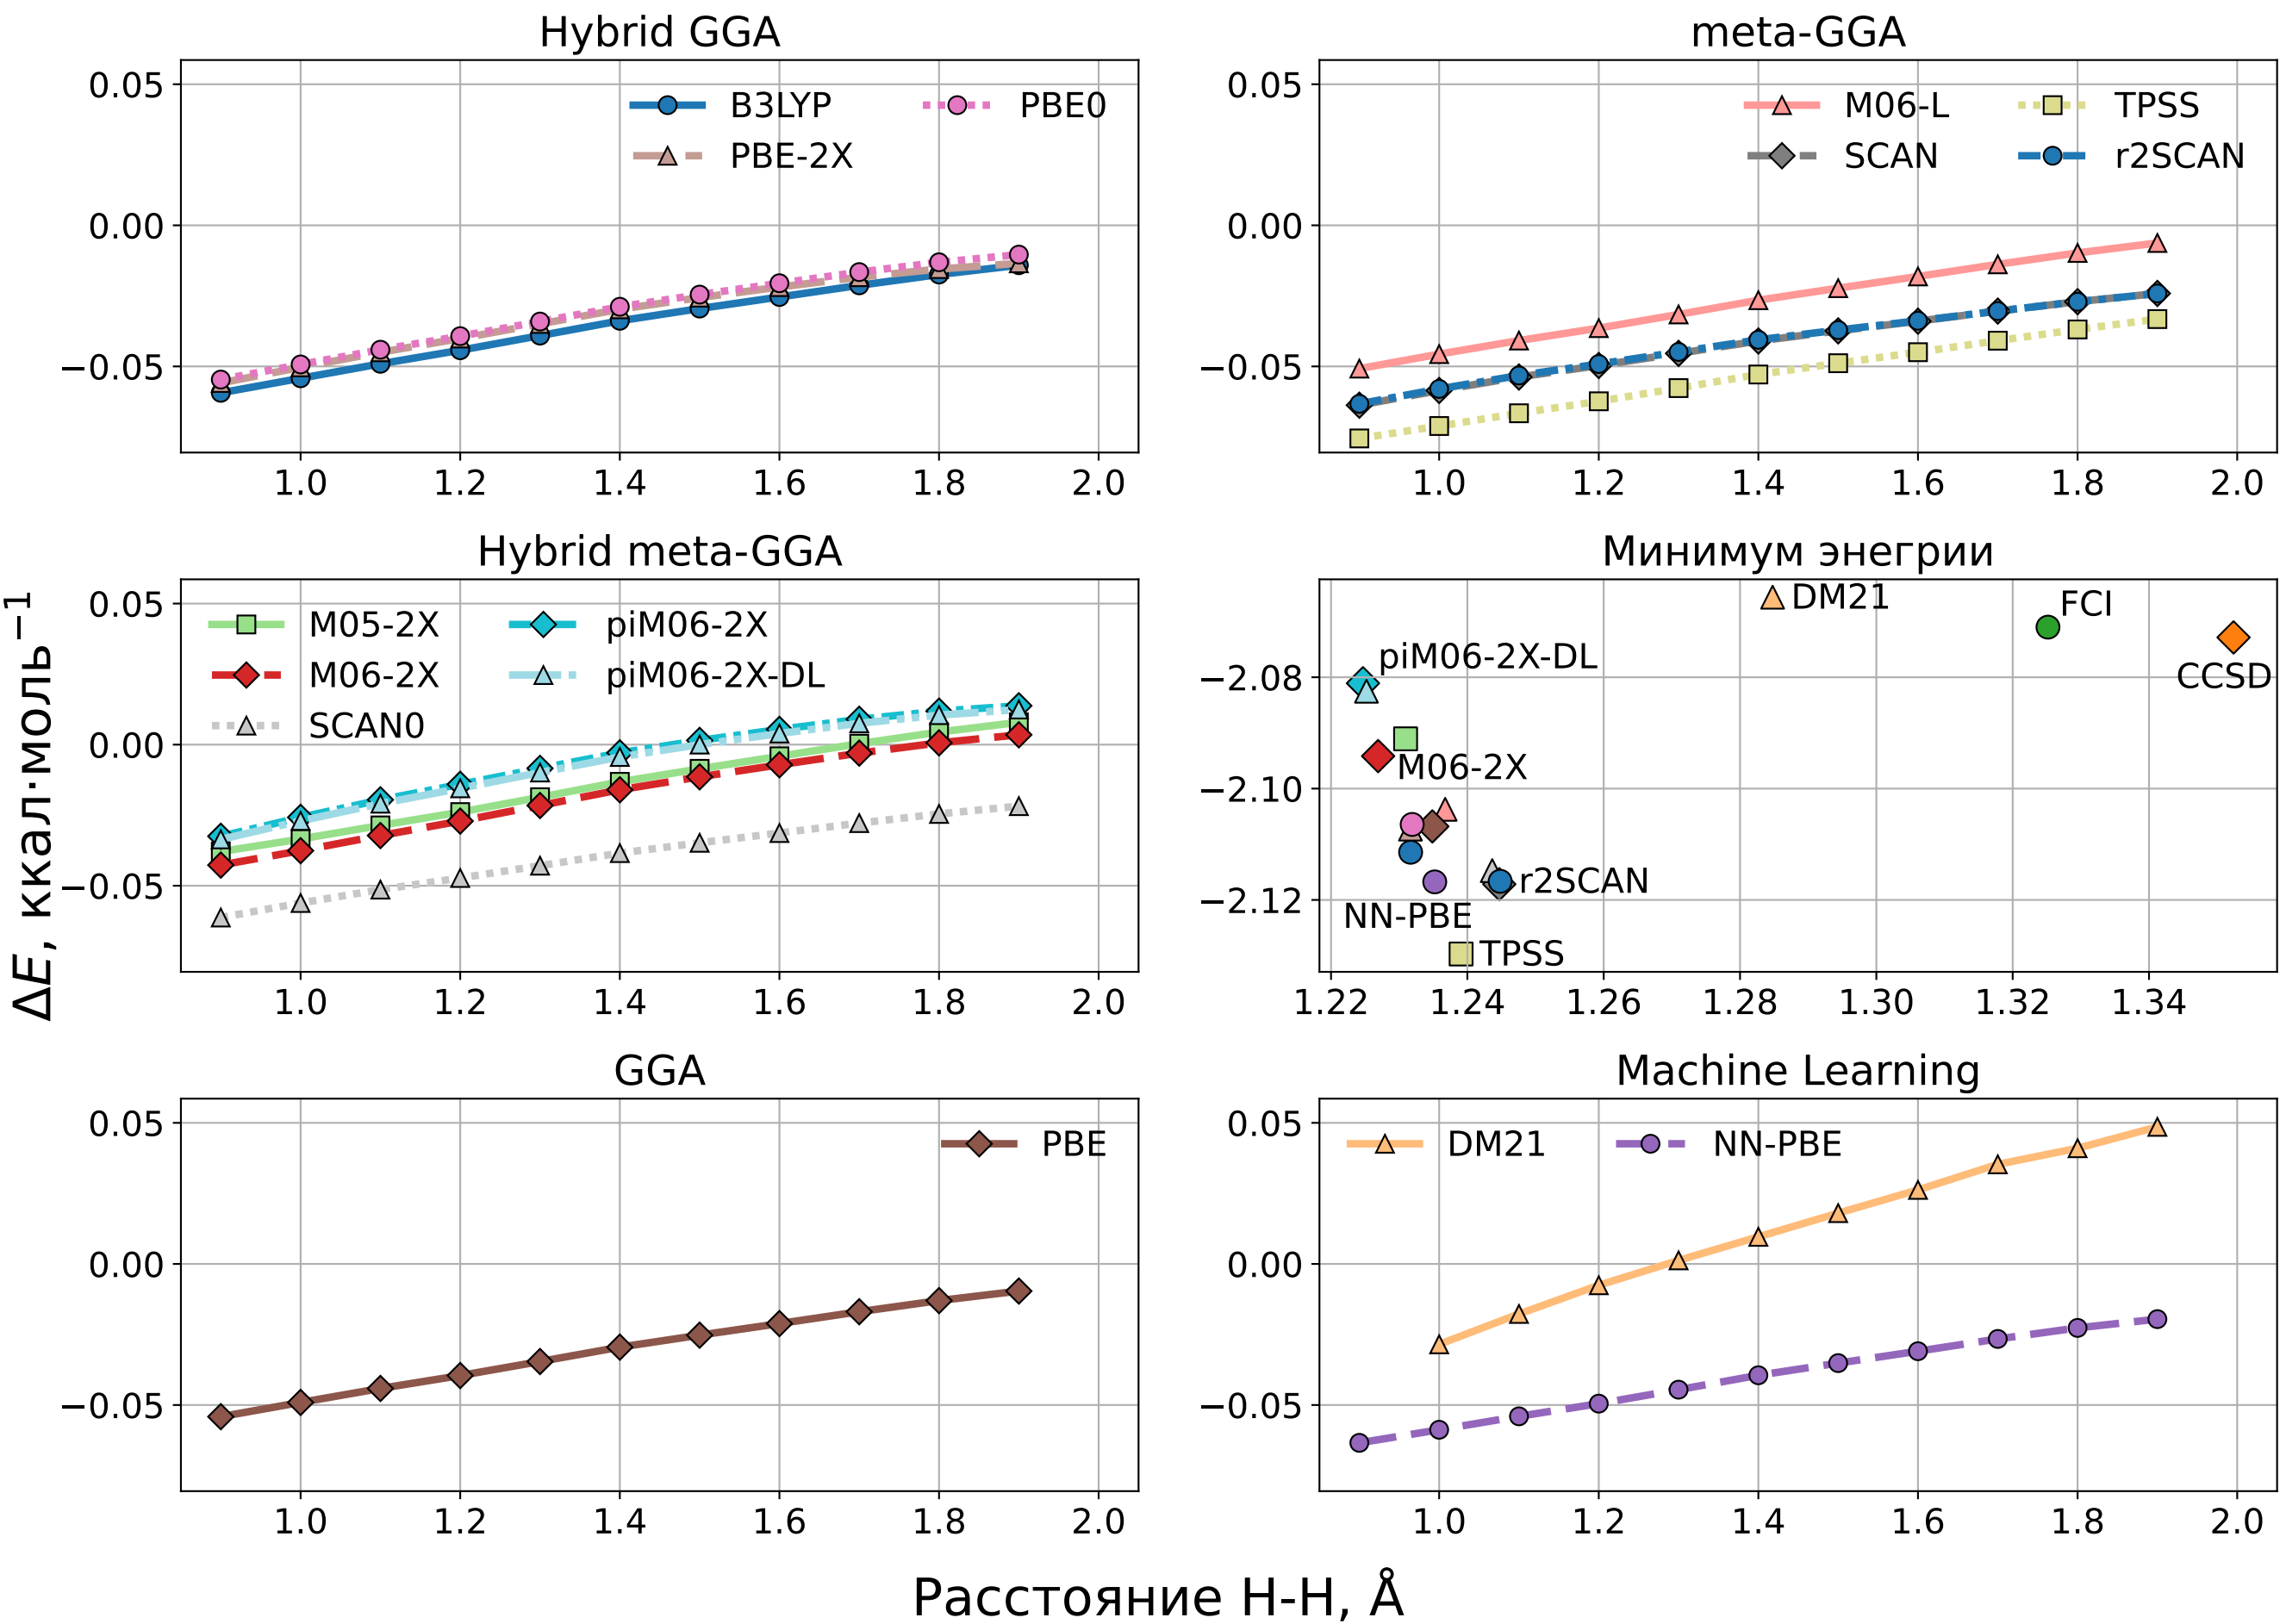 Hybrid GGA
0.05
0.00
−0.05
B3LYP
PBE-2X
PBE0
1.0 1.2 1.4 1.6 1.8 2.0
meta-GGA
0.05
0.00
−0.05
M06-L
SCAN
TPSS
r2SCAN
1.0 1.2 1.4 1.6 1.8 2.0
ΔE, ккал·моль⁻¹
Hybrid meta-GGA
0.05
0.00
−0.05
M05-2X
M06-2X
SCAN0
piM06-2X
piM06-2X-DL
1.0 1.2 1.4 1.6 1.8 2.0
Минимум энегрии
−2.08
−2.10
−2.12
DM21
FCI
piM06-2X-DL
CCSD
M06-2X
r2SCAN
NN-PBE
TPSS
1.22 1.24 1.26 1.28 1.30 1.32 1.34
GGA
0.05
0.00
−0.05
PBE
1.0 1.2 1.4 1.6 1.8 2.0
Machine Learning
0.05
0.00
−0.05
DM21
NN-PBE
1.0 1.2 1.4 1.6 1.8 2.0
Расстояние H-H, Å